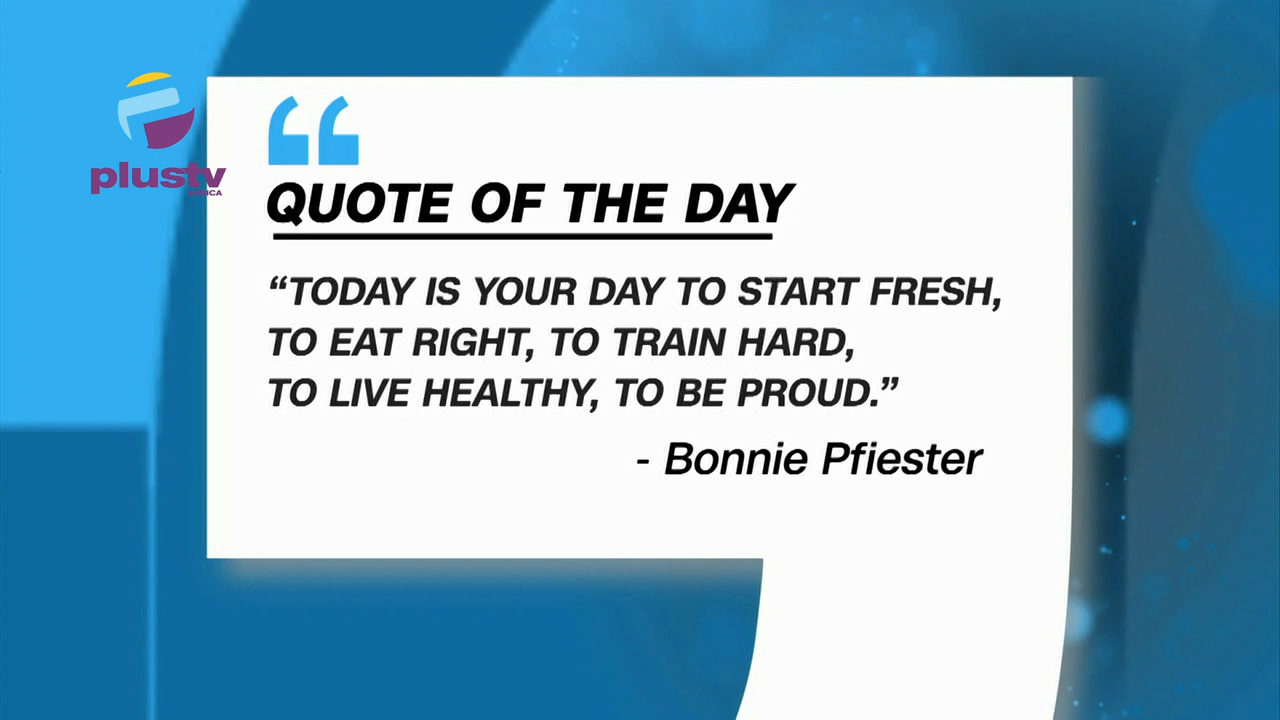 plustv
AFRICA
QUOTE OF THE DAY
“TODAY IS YOUR DAY TO START FRESH,
TO EAT RIGHT, TO TRAIN HARD,
TO LIVE HEALTHY, TO BE PROUD.”
- Bonnie Pfiester